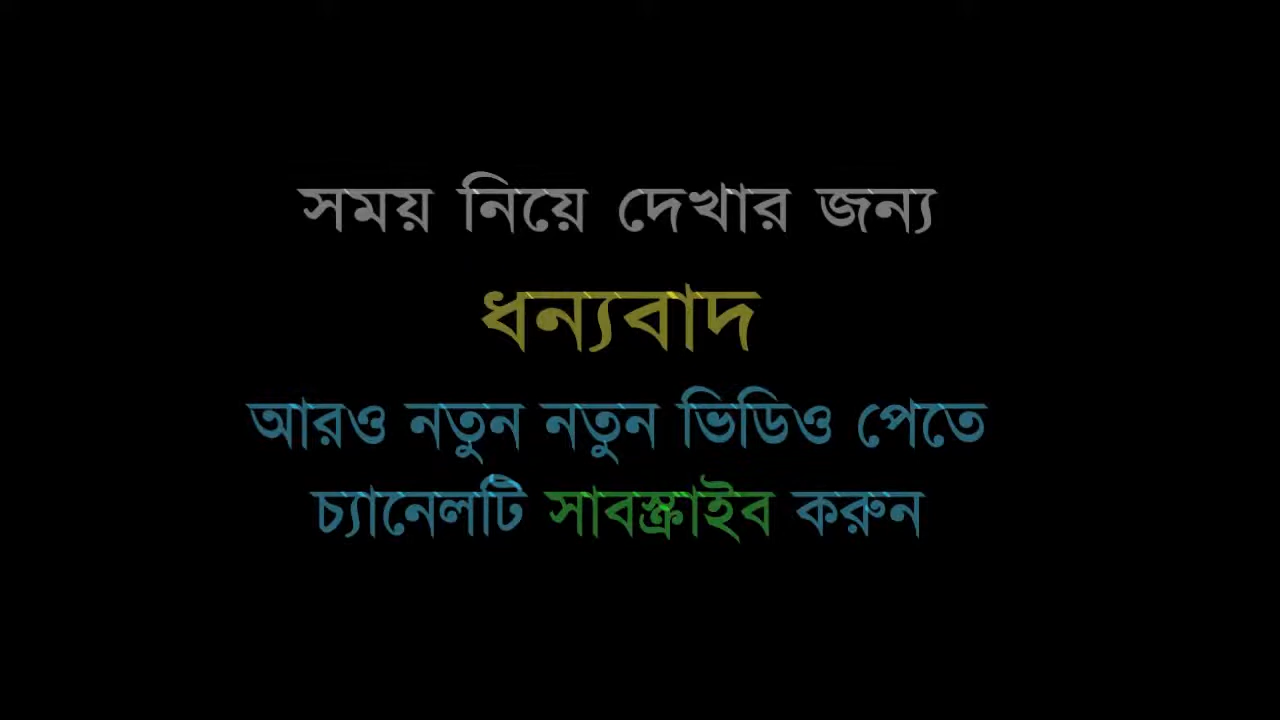 সময় নিয়ে দেখার জন্য
ধন্যবাদ
আরও নতুন নতুন ভিডিও পেতে
চ্যানেলটি সাবস্ক্রাইব করুন